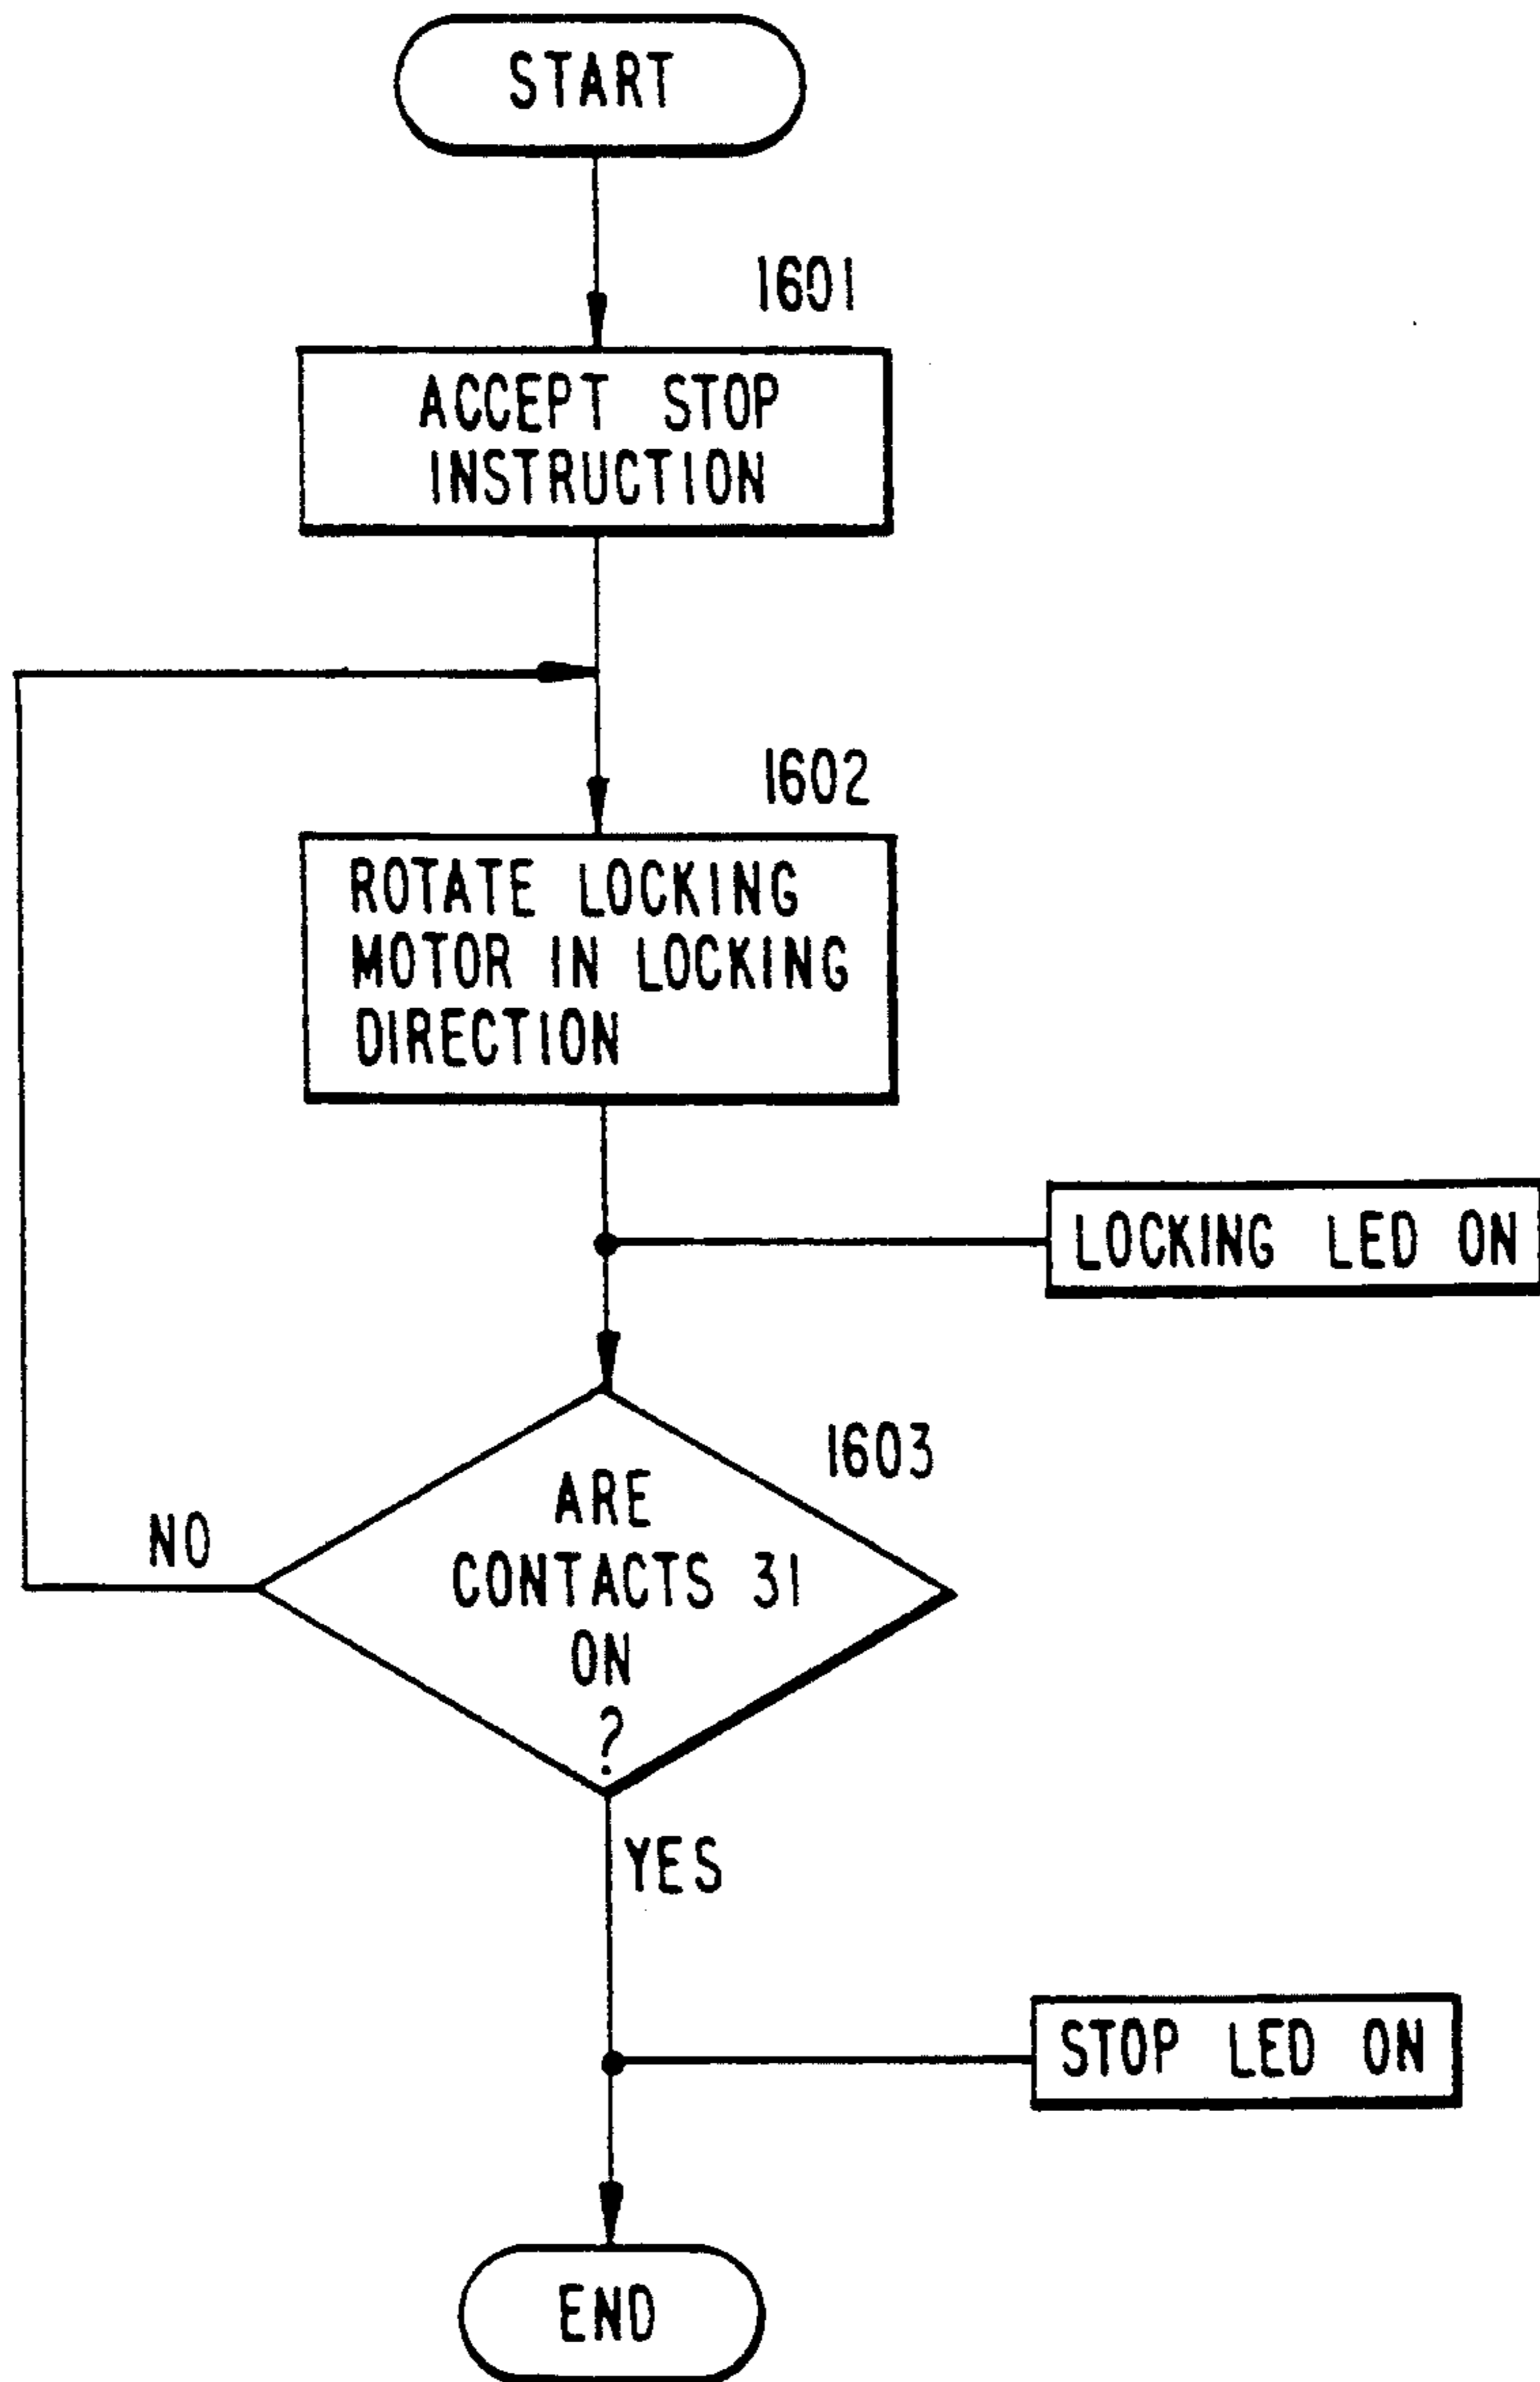 START
1601
ACCEPT STOP
INSTRUCTION
1602
ROTATE LOCKING
MOTOR IN LOCKING
DIRECTION
LOCKING LED ON
1603
ARE
CONTACTS 31
ON
?
NO
YES
STOP LED ON
END